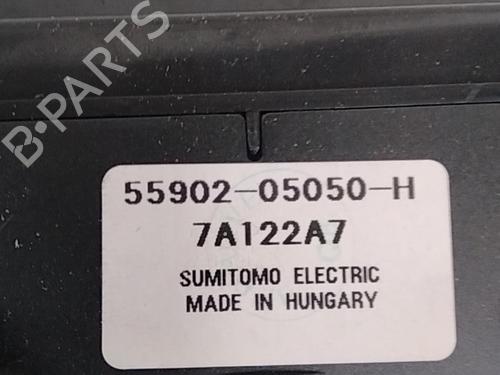 B-PARTS
55902-05050-H
7A122A7
SUMITOMO ELECTRIC
MADE IN HUNGARY